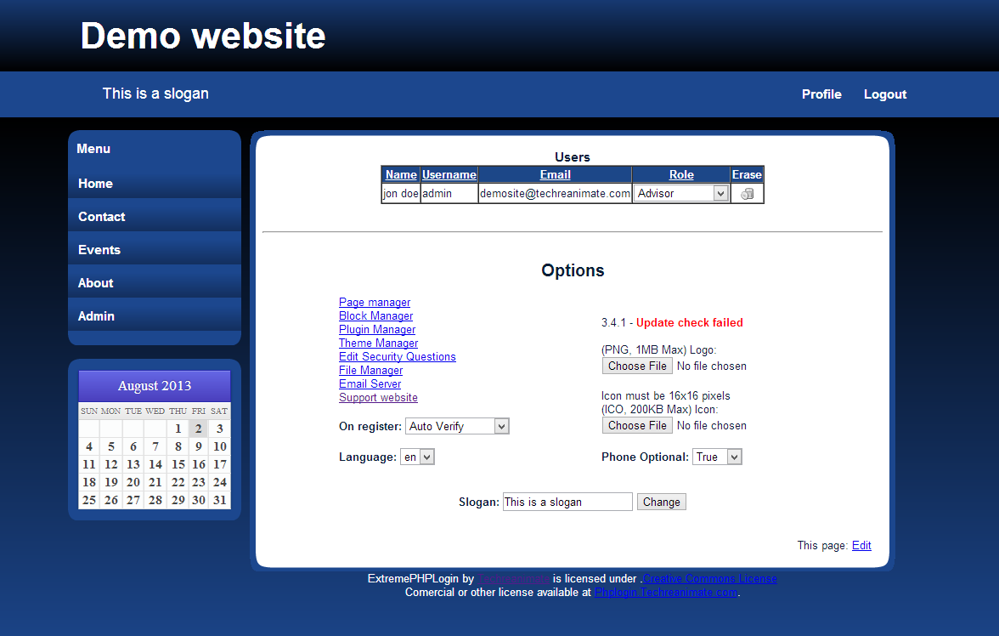 Demo website
This is a slogan
Profile Logout
Menu
Home
Contact
Events
About
Admin
August 2013
SUN MON TUE WED THU FRI SAT
1 2 3
4 5 6 7 8 9 10
11 12 13 14 15 16 17
18 19 20 21 22 23 24
25 26 27 28 29 30 31
Users
Name Username Email Role Erase
jon doe admin demosite@techreanimate.com Advisor
Options
Page manager
Block Manager
Plugin Manager
Theme Manager
Edit Security Questions
File Manager
Email Server
Support website
On register: Auto Verify
Language: en
3.4.1 - Update check failed
(PNG, 1MB Max) Logo:
Choose File No file chosen
Icon must be 16x16 pixels
(ICO, 200KB Max) Icon:
Choose File No file chosen
Phone Optional: True
Slogan: This is a slogan Change
This page: Edit
ExtremePHPLogin by is licensed under .Creative Commons License
Comercial or other license available at Phplogin.Techreanimate.com.